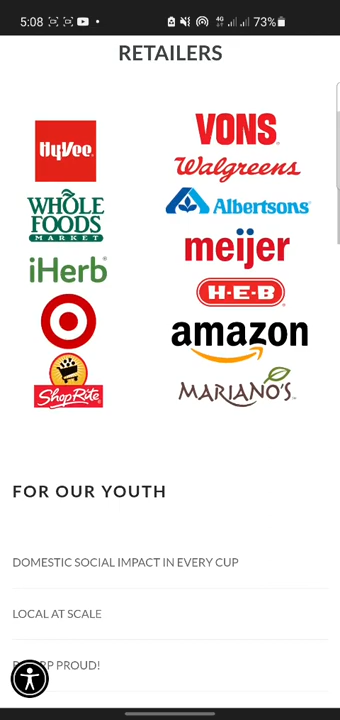 5:08
4G
73%
RETAILERS
HyVee
WHOLE
FOODS
MARKET
iHerb
ShopRite
VONS
Walgreens
Albertsons
meijer
H-E-B
amazon
MARIANO'S
FOR OUR YOUTH
DOMESTIC SOCIAL IMPACT IN EVERY CUP
LOCAL AT SCALE
PROUD!